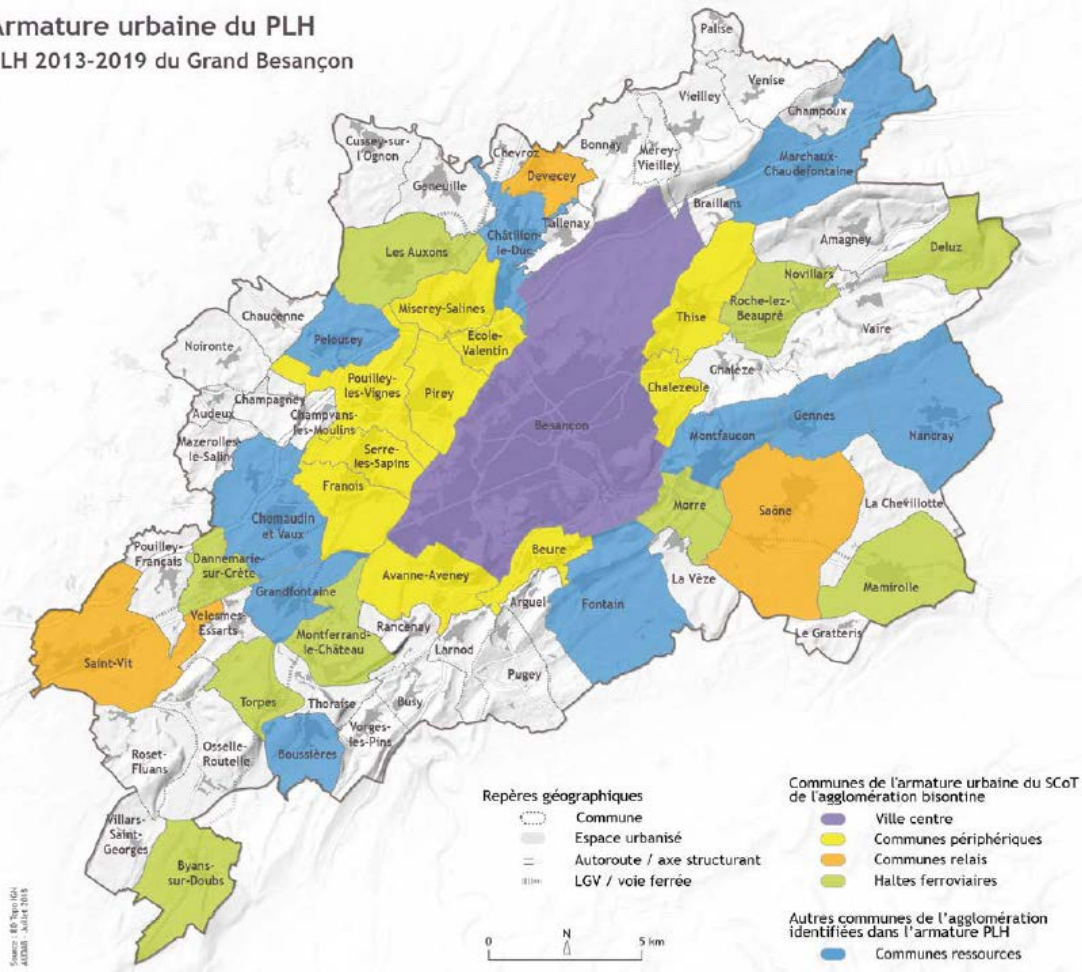 Armature urbaine du PLH
PLH 2013-2019 du Grand Besançon
Palise
Venise
Vieilley
Champoux
Cussey-sur-
l'Ognon
Chevroz
Bonnay
Mérey-
Vieilley
Marchaux-
Chaudefontaine
Geneuille
Devecey
Braillans
Tallenay
Châtillon-
le-Duc
Amagney
Deluz
Les Auxons
Novillars
Roche-lez-
Beaupré
Miserey-Salines
Thise
Chaucenne
Vaire
Pelousey
Ecole-
Valentin
Noironte
Chalèze
Pouilley-
les-Vignes
Pirey
Chalezeule
Champagney
Audeux
Champvans-
les-Moulins
Gennes
Besançon
Montfaucon
Nancray
Mazerolles-
le-Salin
Serre-
les-Sapins
Franois
Morre
Saône
La Chevillotte
Chemaudin
et Vaux
Pouilley-
Français
Dannemarie-
sur-Crète
Beure
Avanne-Aveney
La Vèze
Mamirolle
Grandfontaine
Arguel
Fontain
Velesmes-
Essarts
Rancenay
Le Gratteris
Montferrand-
le-Château
Larnod
Saint-Vit
Pugey
Torpes
Thoraise
Busy
Vorges-
les-Pins
Roset-
Fluans
Osselle-
Routelle
Boussières
Villars-
Saint-
Georges
Byans-
sur-Doubs
Repères géographiques
Commune
Espace urbanisé
Autoroute / axe structurant
LGV / voie ferrée
0
N
5 km
Communes de l'armature urbaine du SCoT
de l'agglomération bisontine
Ville centre
Communes périphériques
Communes relais
Haltes ferroviaires
Autres communes de l'agglomération
identifiées dans l'armature PLH
Communes ressources
Source : BD Topo IGN
AUDAB - Juillet 2018